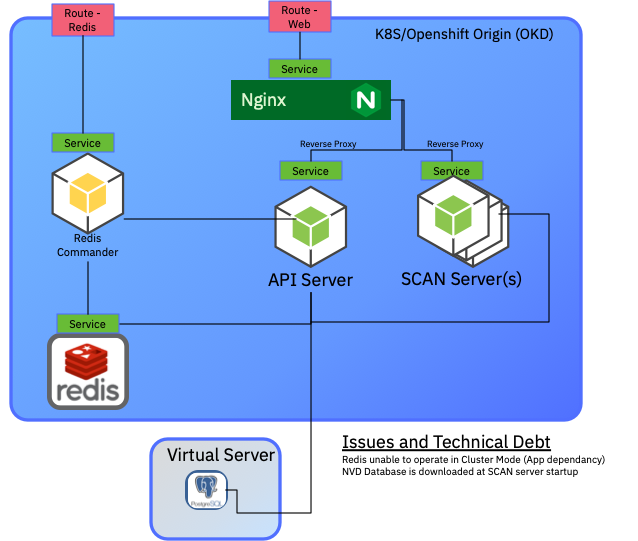 Route -
Redis
Route -
Web
K8S/Openshift Origin (OKD)
Service
Nginx
N
Reverse Proxy
Reverse Proxy
Service
Service
Service
Redis
Commander
API Server
SCAN Server(s)
Service
redis
Virtual Server
PostgreSQL
Issues and Technical Debt
Redis unable to operate in Cluster Mode (App dependancy)
NVD Database is downloaded at SCAN server startup